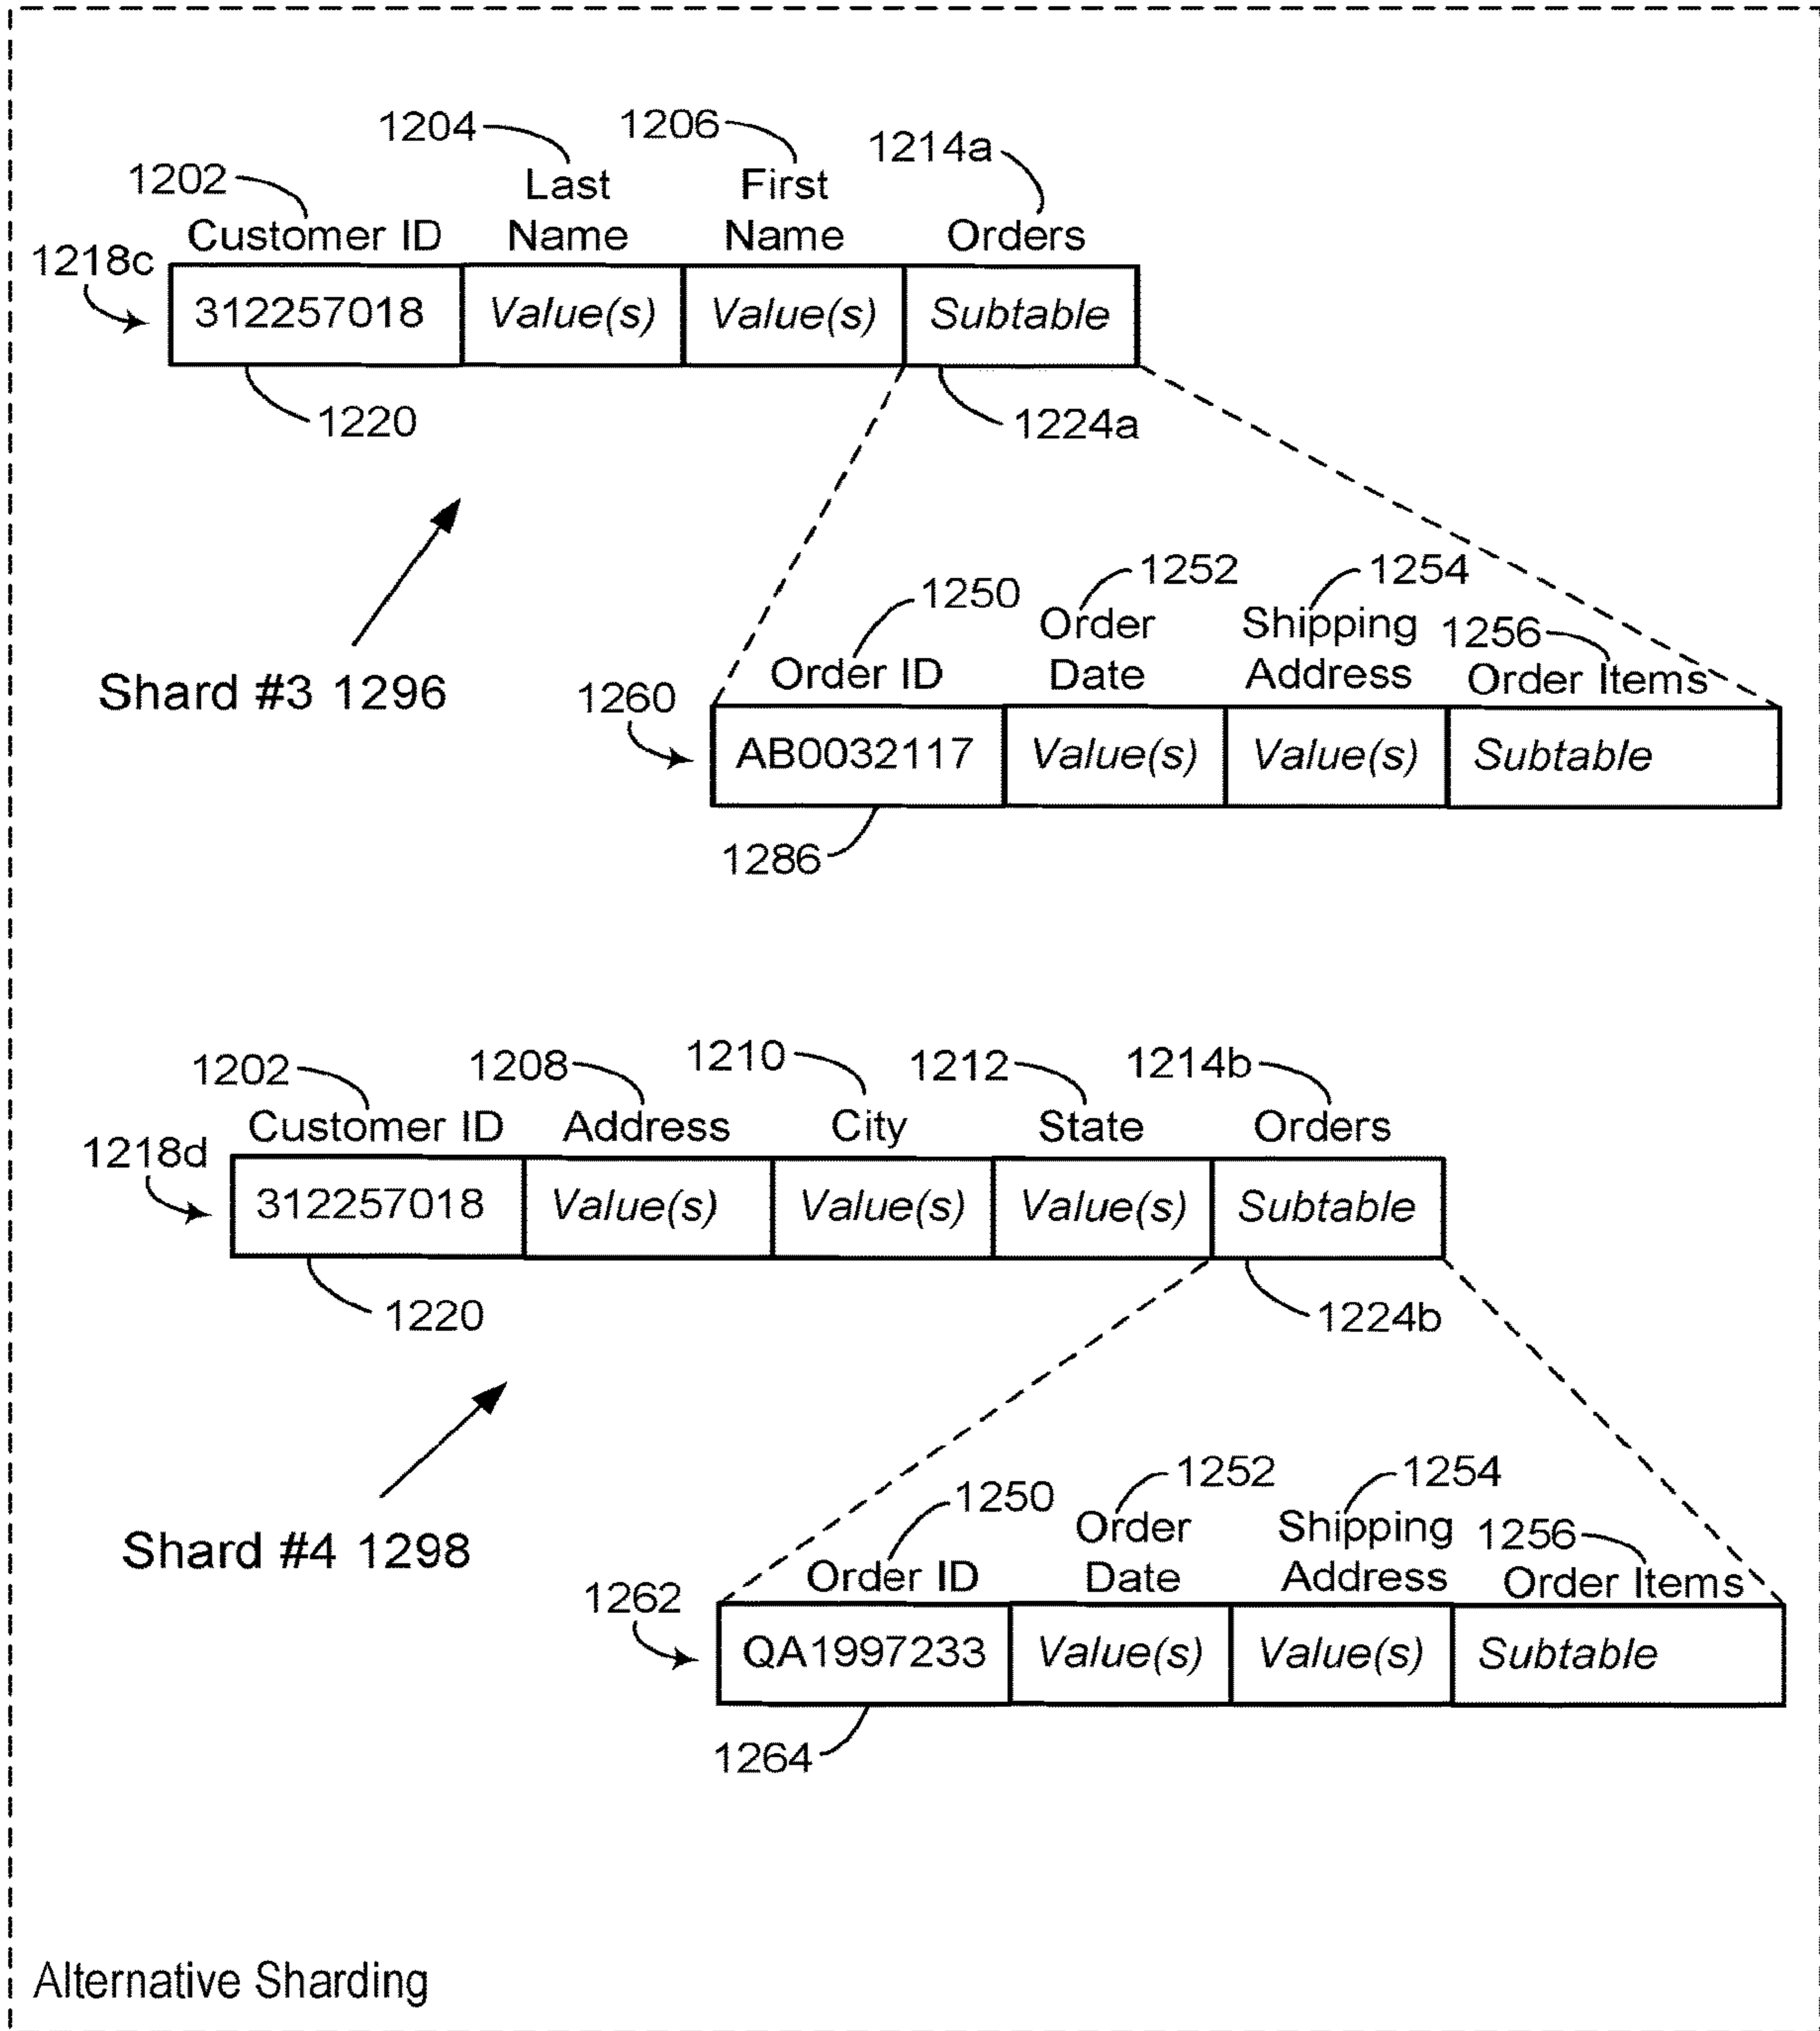 1204 1206 1214a
1202 Last First
Customer ID Name Name Orders
1218c
312257018 Value(s) Value(s) Subtable
1220 1224a
1252 1254
1250 Order Shipping 1256
Shard #3 1296 Order ID Date Address Order Items
1260
AB0032117 Value(s) Value(s) Subtable
1286
1202 1208 1210 1212 1214b
Customer ID Address City State Orders
1218d
312257018 Value(s) Value(s) Value(s) Subtable
1220 1224b
1252 1254
1250 Order Shipping 1256
Shard #4 1298
Order ID Date Address Order Items
1262
QA1997233 Value(s) Value(s) Subtable
1264
Alternative Sharding